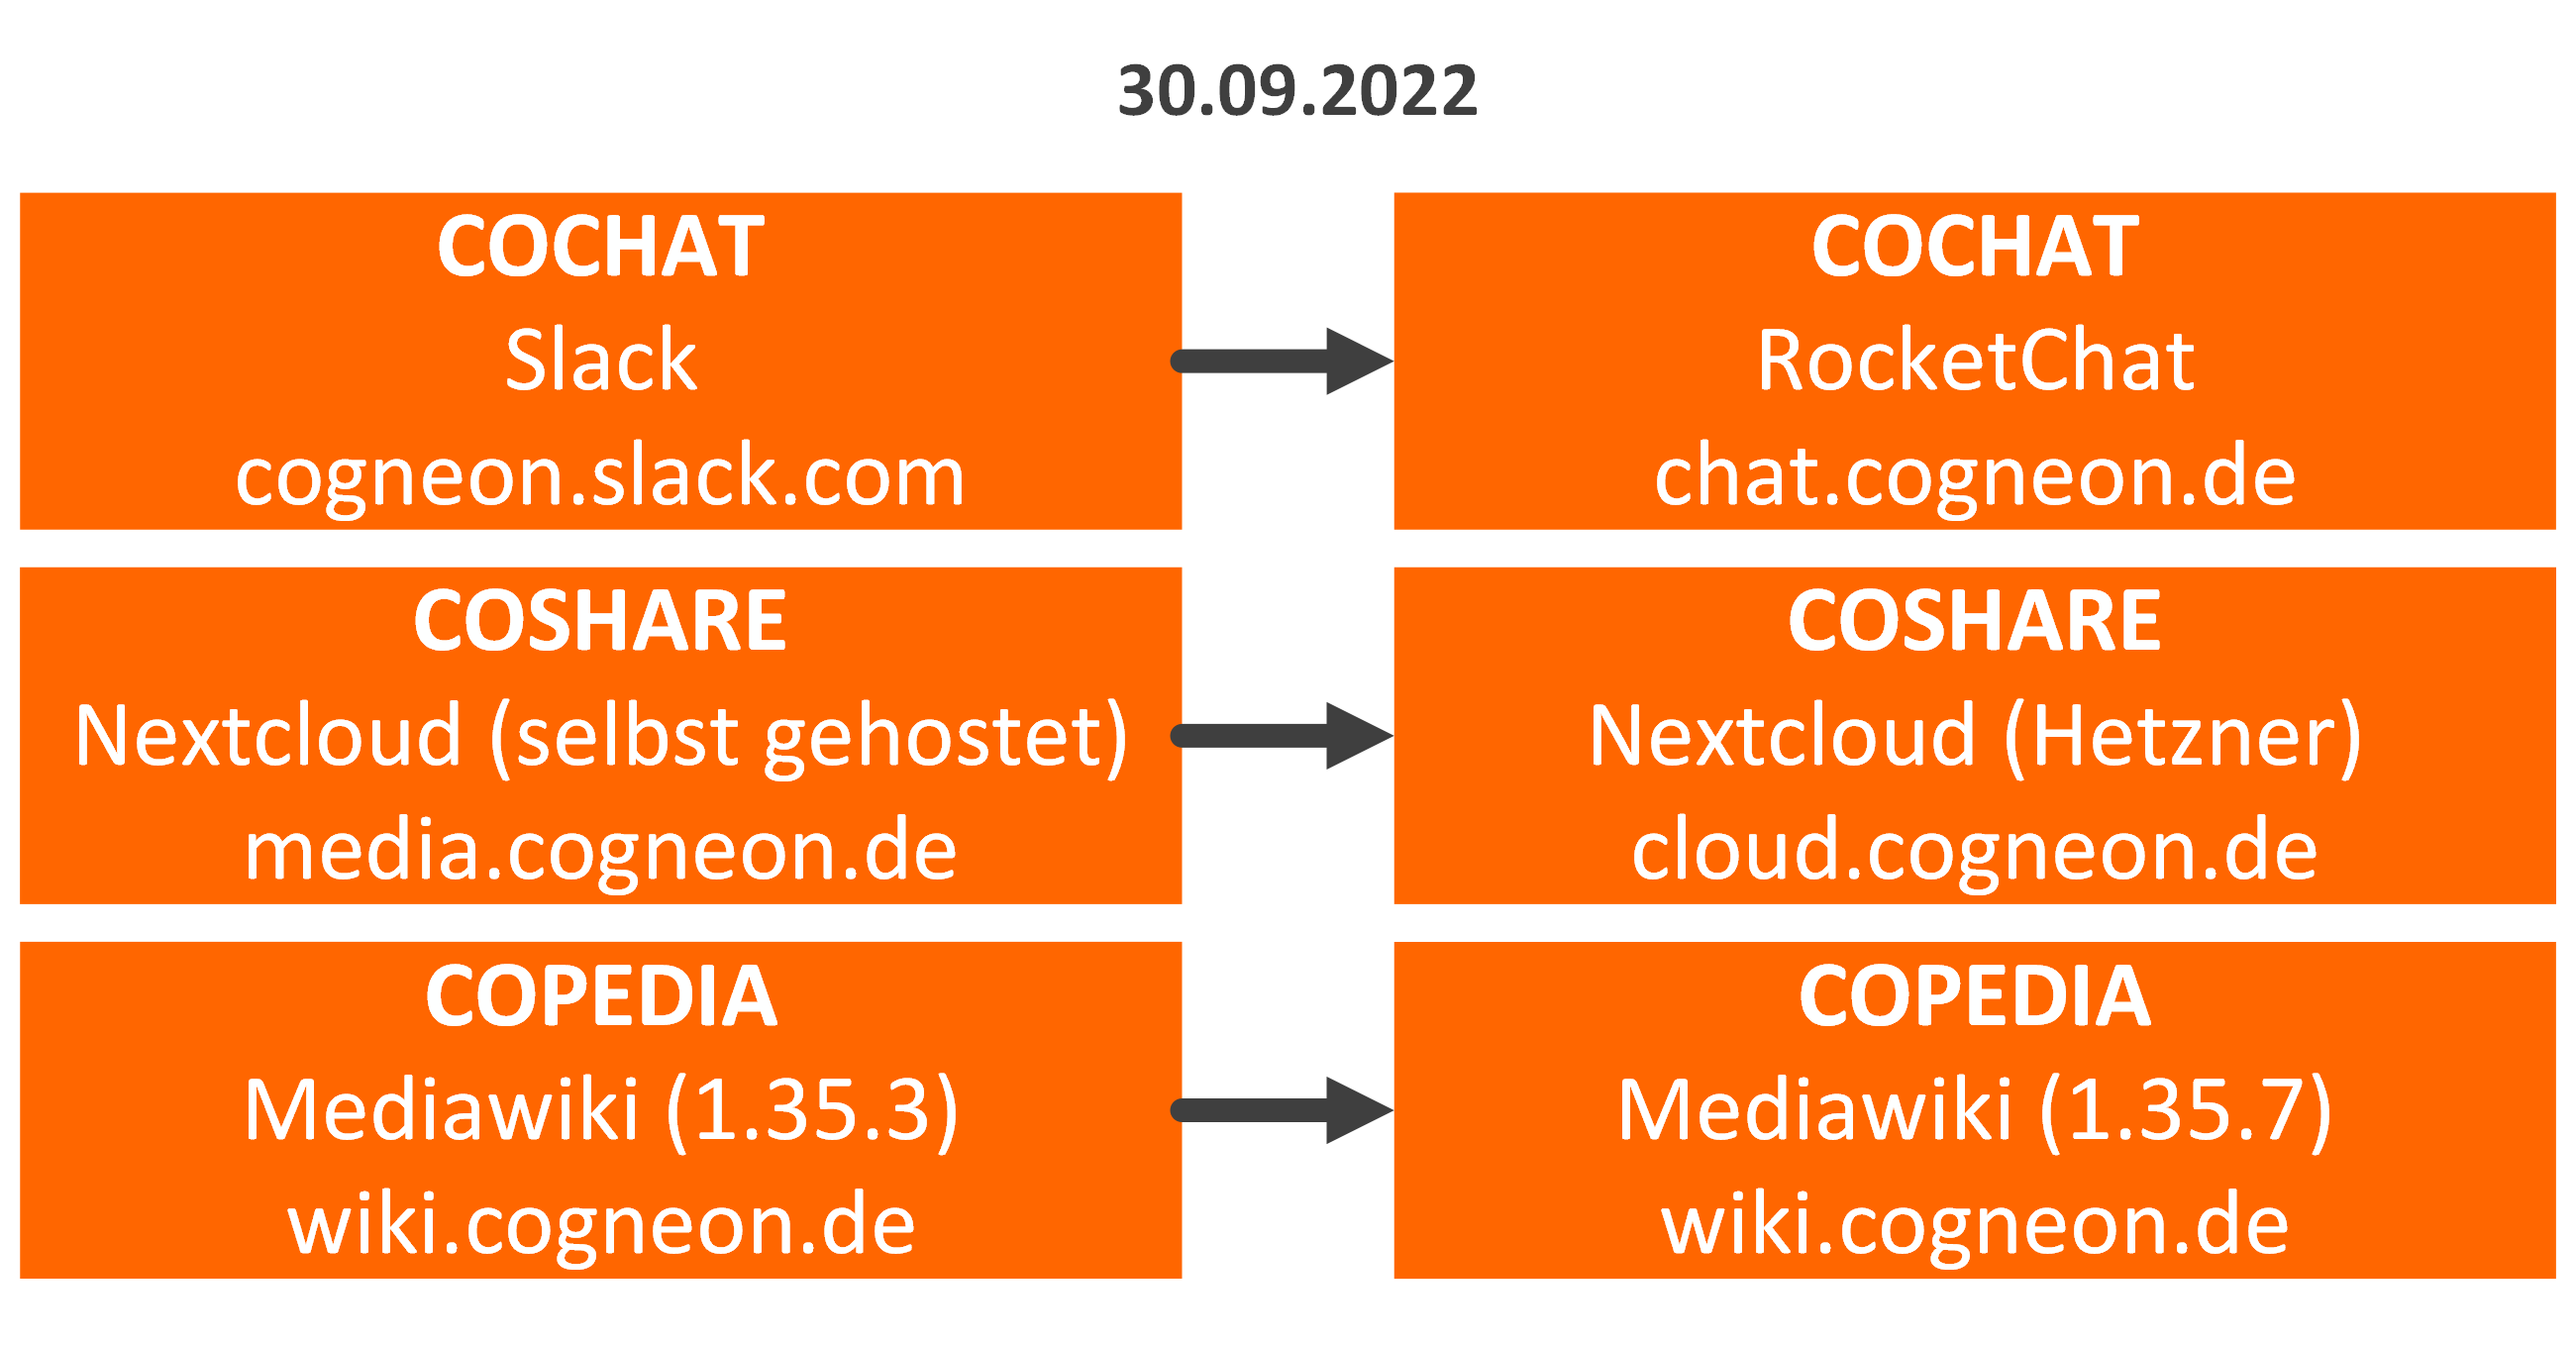 30.09.2022
COCHAT
Slack
cogneon.slack.com
COCHAT
RocketChat
chat.cogneon.de
COSHARE
Nextcloud (selbst gehostet)
media.cogneon.de
COSHARE
Nextcloud (Hetzner)
cloud.cogneon.de
COPEDIA
Mediawiki (1.35.3)
wiki.cogneon.de
COPEDIA
Mediawiki (1.35.7)
wiki.cogneon.de